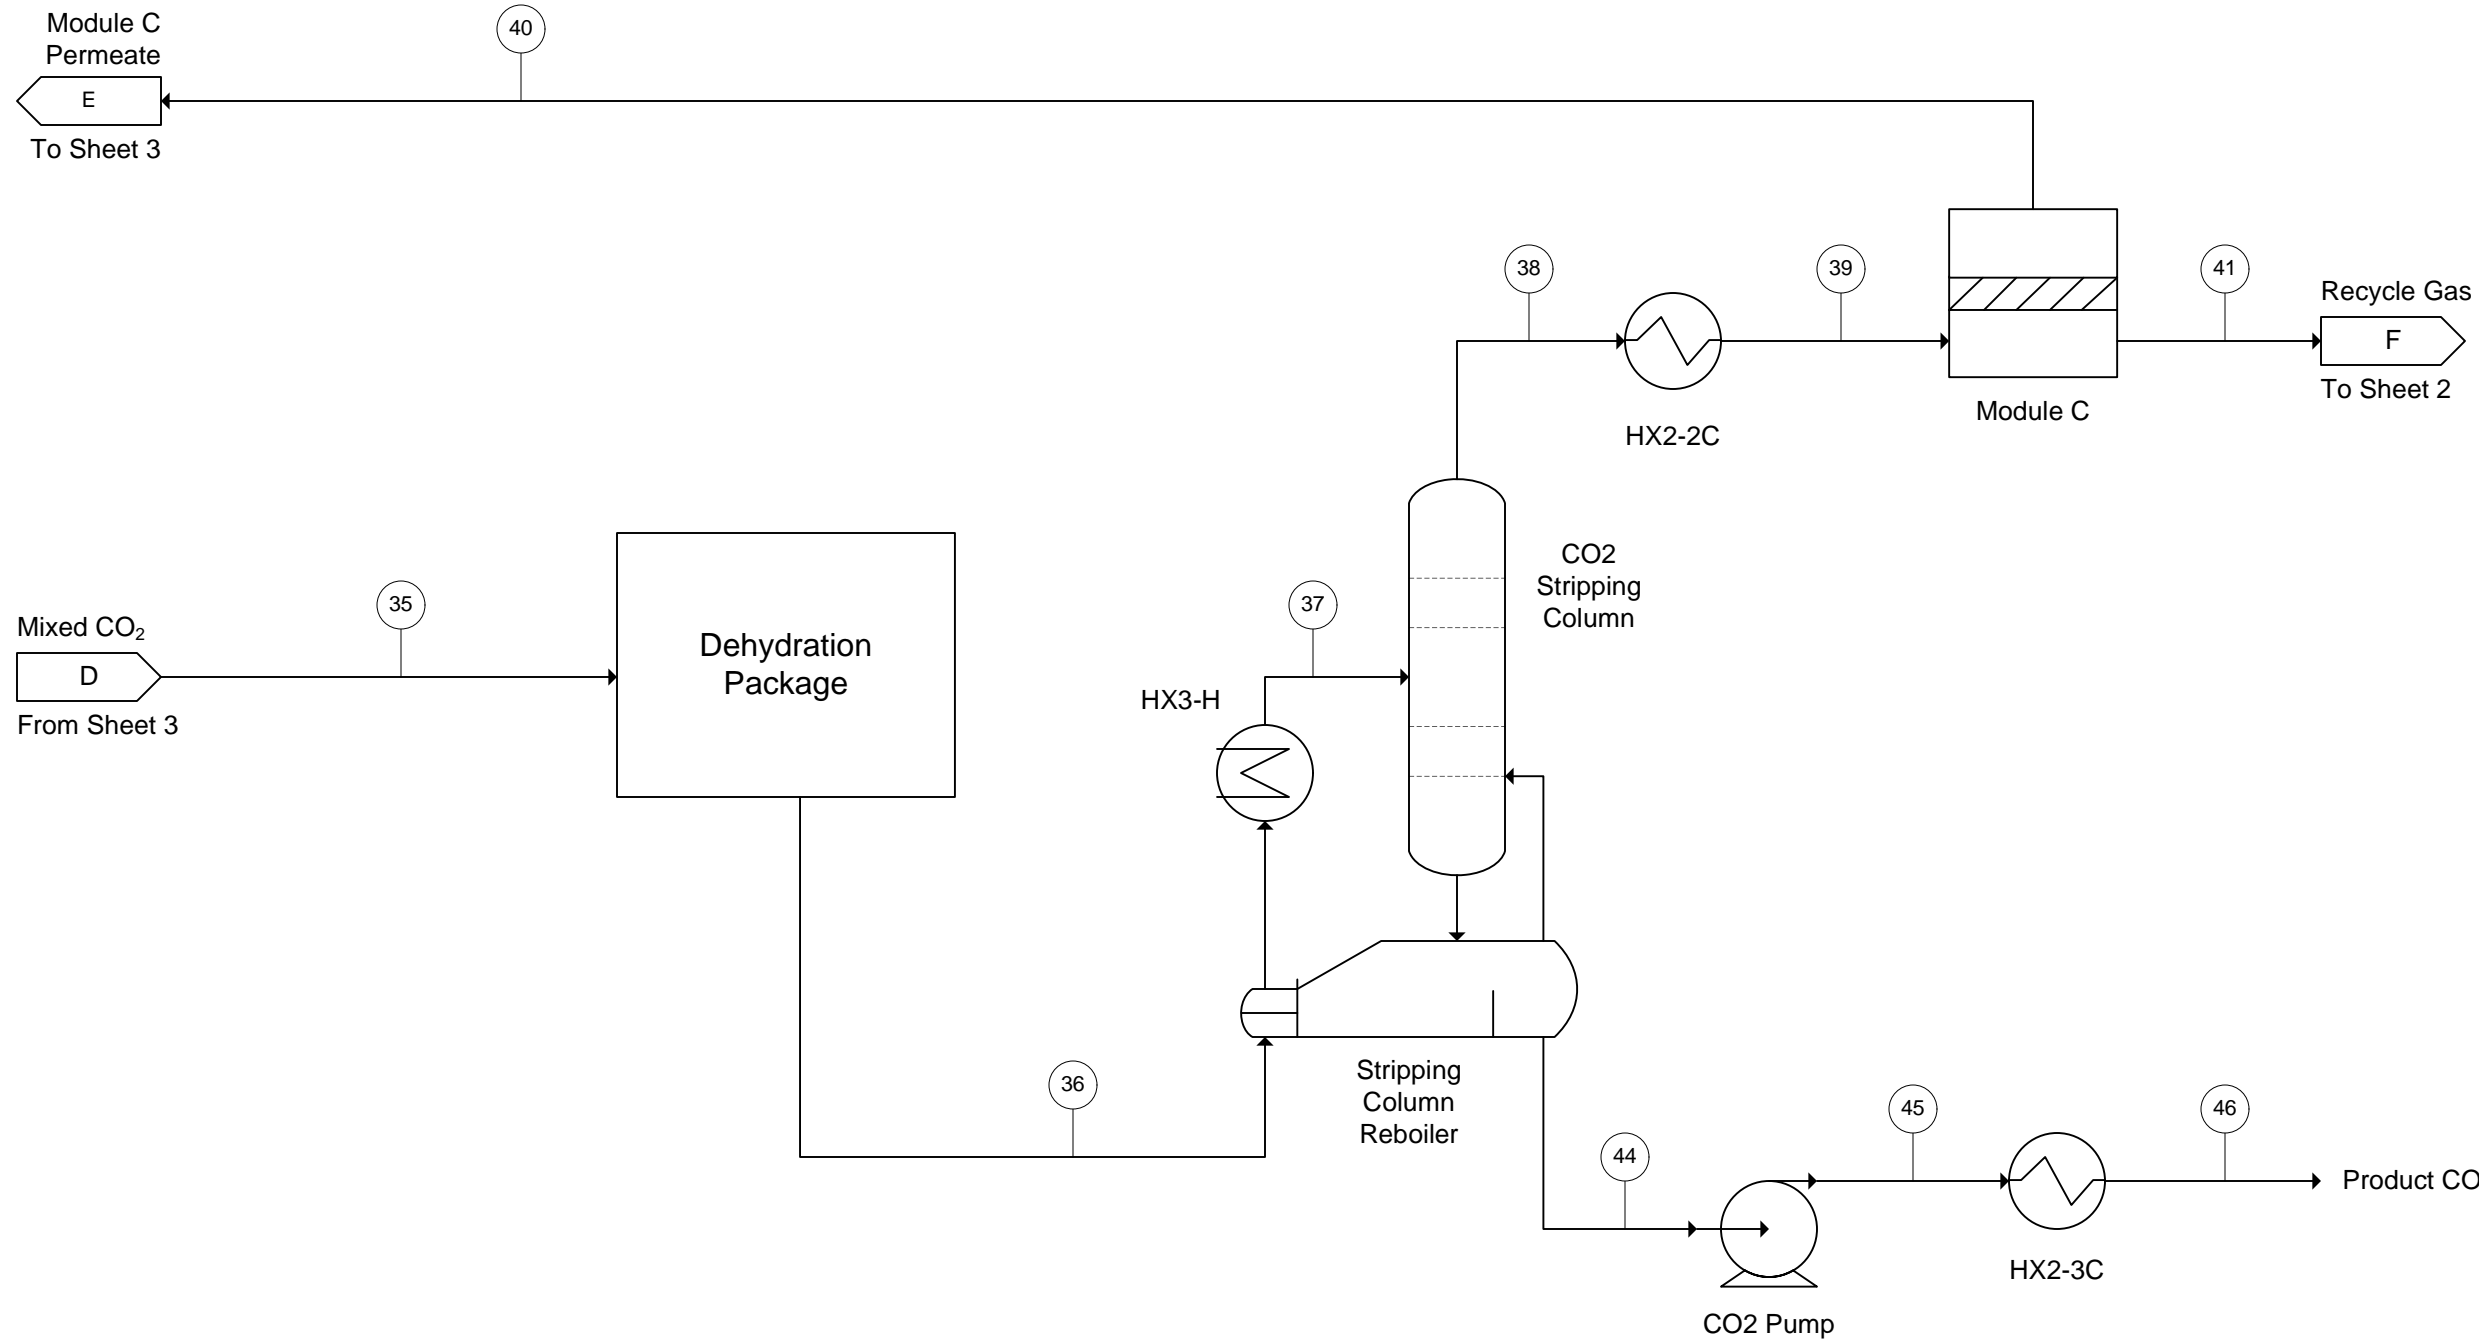 Module C
Permeate
E
To Sheet 3
40
38
39
41
Recycle Gas
F
To Sheet 2
Module C
HX2-2C
CO2
Stripping
Column
35
37
Mixed CO₂
D
From Sheet 3
Dehydration
Package
HX3-H
36
Stripping
Column
Reboiler
44
45
46
Product CO
HX2-3C
CO2 Pump